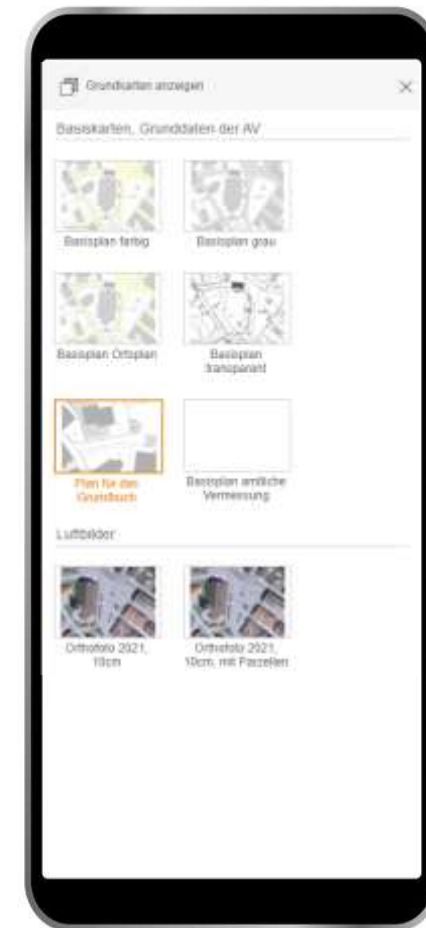 Grundkarten anzeigen
Basiskarten, Grunddaten der AV
Basisplan farbig
Basisplan grau
Basisplan Ortsplan
Basisplan
transparent
Plan für das
Grundbuch
Basisplan amtliche
Vermessung
Luftbilder
Orthofoto 2021,
10cm
Orthofoto 2021,
10cm, mit Parzellen